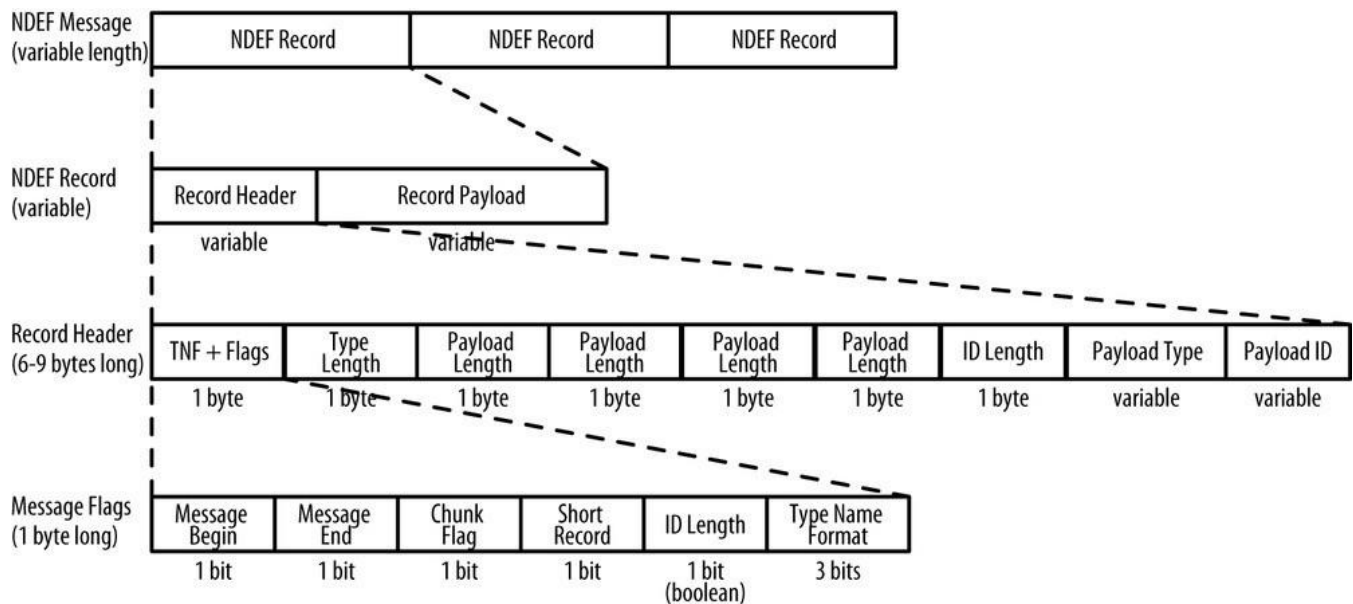 NDEF Message
(variable length)
NDEF Record
NDEF Record
NDEF Record
NDEF Record
(variable)
Record Header
Record Payload
variable
variable
Record Header
(6-9 bytes long)
TNF + Flags
Type
Length
Payload
Length
Payload
Length
Payload
Length
Payload
Length
ID Length
Payload Type
Payload ID
1 byte
1 byte
1 byte
1 byte
1 byte
1 byte
1 byte
variable
variable
Message Flags
(1 byte long)
Message
Begin
Message
End
Chunk
Flag
Short
Record
ID Length
Type Name
Format
1 bit
1 bit
1 bit
1 bit
1 bit
(boolean)
3 bits